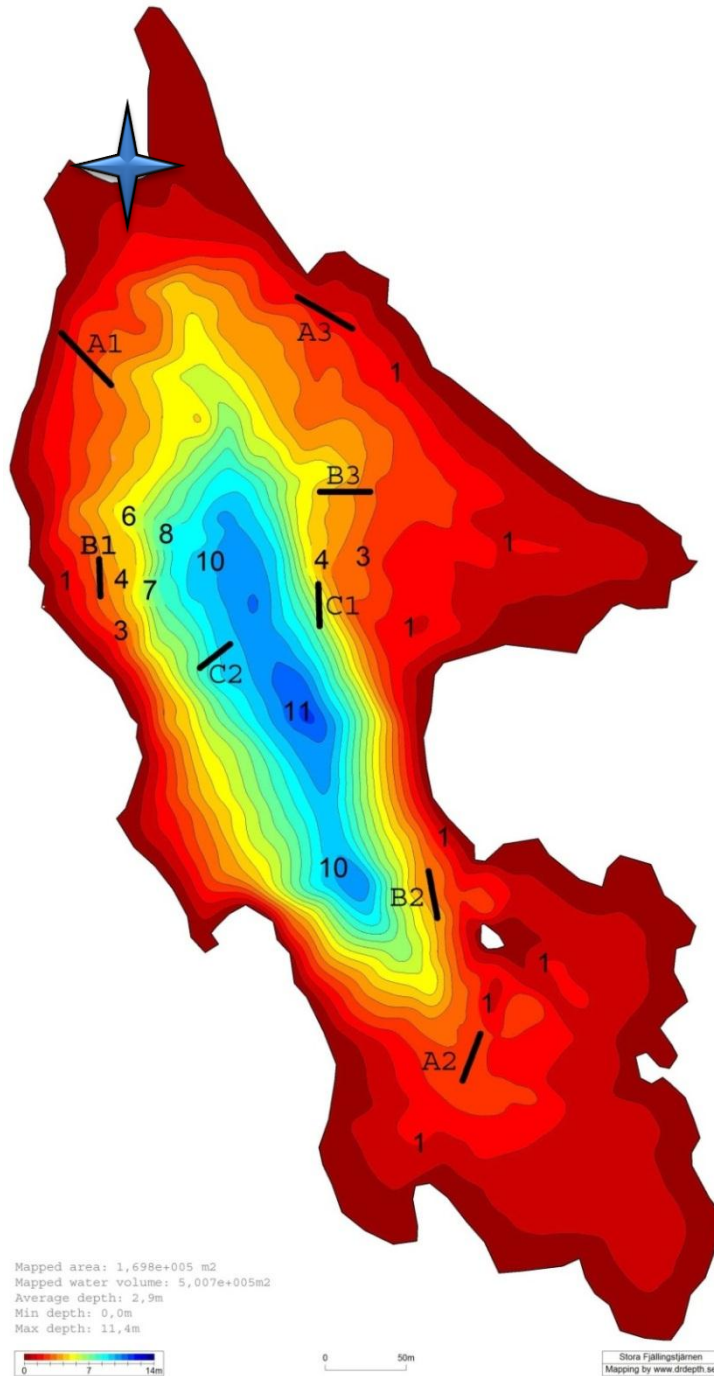 A1
A3
1
B3
6
8
B1
10
4
3
1
1
4
7
C1
3
1
C2
11
1
10
B2
1
1
A2
1
Mapped area: 1,698e+005 m2
Mapped water volume: 5,007e+005m2
Average depth: 2,9m
Min depth: 0,0m
Max depth: 11,4m
0 7 14m
0 50m
Stora Fjällingstjärnen
Mapping by www.drdepth.se